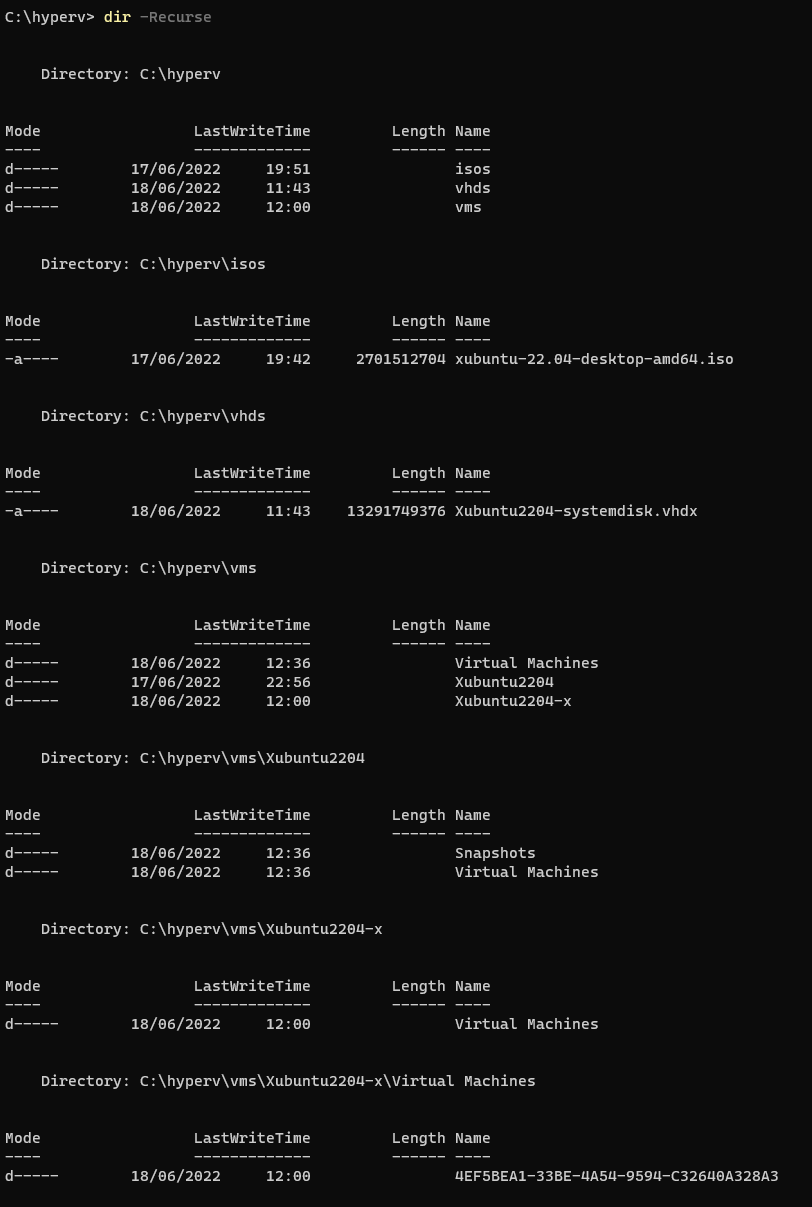 C:\hyperv> dir -Recurse
Directory: C:\hyperv
Mode LastWriteTime Length Name
---- ------------- ------ ----
d----- 17/06/2022 19:51 isos
d----- 18/06/2022 11:43 vhds
d----- 18/06/2022 12:00 vms
Directory: C:\hyperv\isos
Mode LastWriteTime Length Name
---- ------------- ------ ----
-a---- 17/06/2022 19:42 2701512704 xubuntu-22.04-desktop-amd64.iso
Directory: C:\hyperv\vhds
Mode LastWriteTime Length Name
---- ------------- ------ ----
-a---- 18/06/2022 11:43 13291749376 Xubuntu2204-systemdisk.vhdx
Directory: C:\hyperv\vms
Mode LastWriteTime Length Name
---- ------------- ------ ----
d----- 18/06/2022 12:36 Virtual Machines
d----- 17/06/2022 22:56 Xubuntu2204
d----- 18/06/2022 12:00 Xubuntu2204-x
Directory: C:\hyperv\vms\Xubuntu2204
Mode LastWriteTime Length Name
---- ------------- ------ ----
d----- 18/06/2022 12:36 Snapshots
d----- 18/06/2022 12:36 Virtual Machines
Directory: C:\hyperv\vms\Xubuntu2204-x
Mode LastWriteTime Length Name
---- ------------- ------ ----
d----- 18/06/2022 12:00 Virtual Machines
Directory: C:\hyperv\vms\Xubuntu2204-x\Virtual Machines
Mode LastWriteTime Length Name
---- ------------- ------ ----
d----- 18/06/2022 12:00 4EF5BEA1-33BE-4A54-9594-C32640A328A3